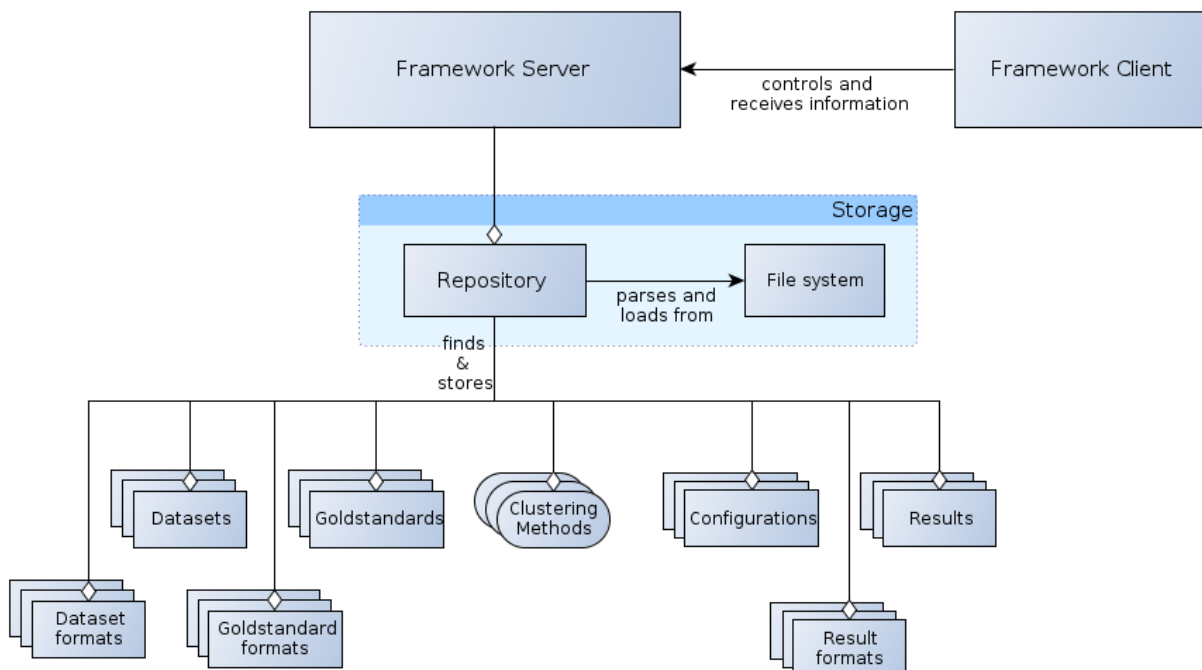 Framework Server
Framework Client
controls and
receives information
Storage
Repository
File system
parses and
loads from
finds
&
stores
Datasets
Goldstandards
Clustering
Methods
Configurations
Results
Dataset
formats
Goldstandard
formats
Result
formats